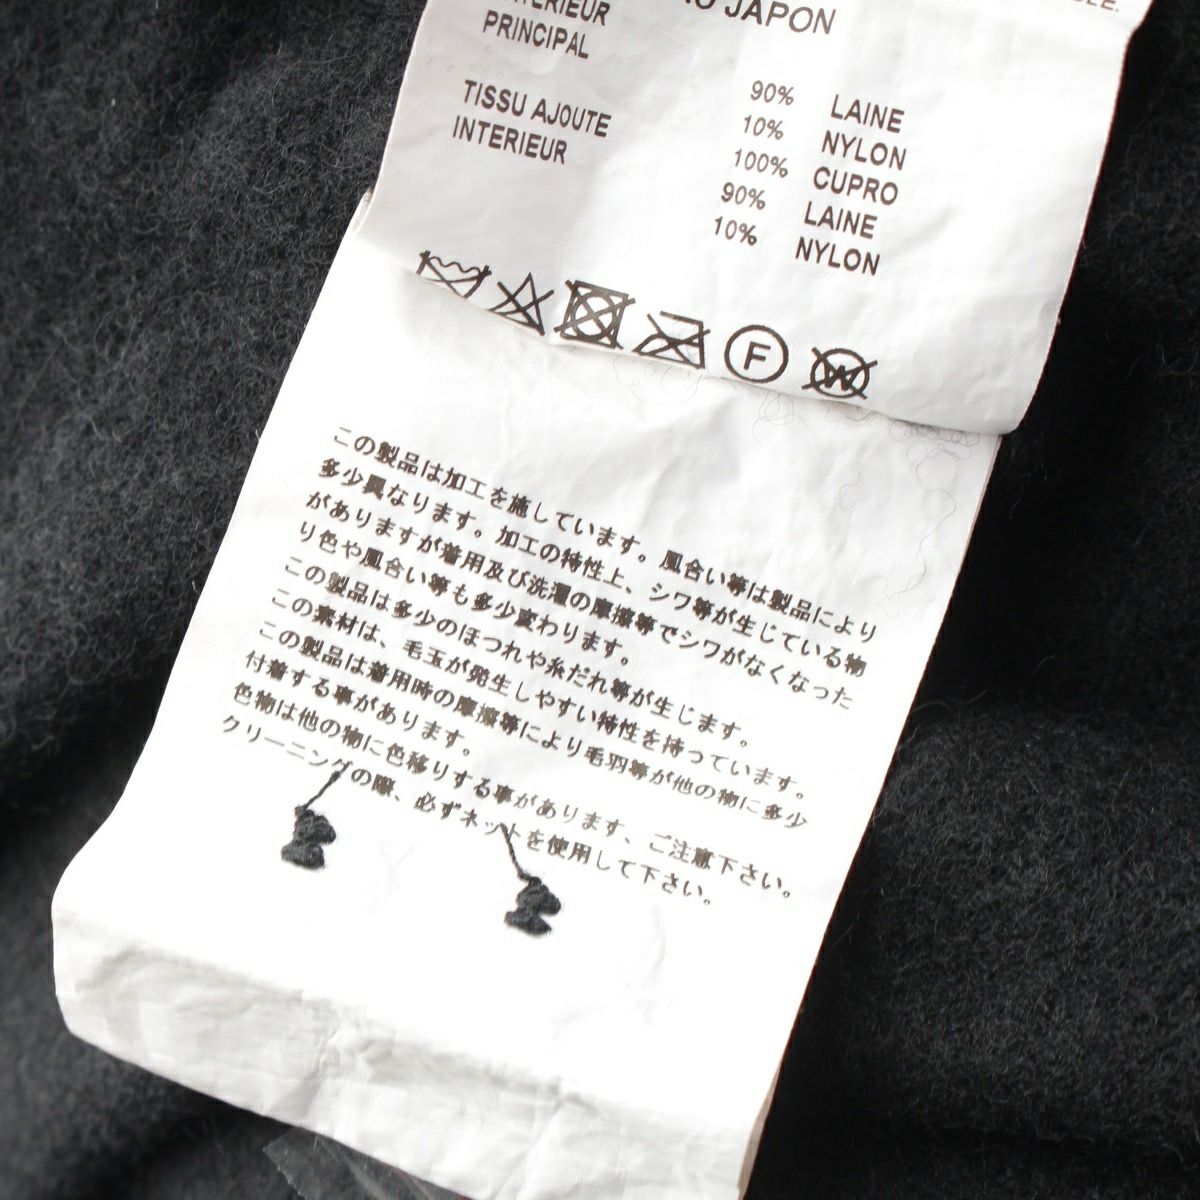 JAPON
PRINCIPAL
TISSU AJOUTE
INTERIEUR
90% LAINE
10% NYLON
100% CUPRO
90% LAINE
10% NYLON
F
W
この製品は加工を施しています。風合い等は製品により
多少異なります。加工の特性上、シワ等が生じている物
がありますが着用及び洗濯の摩擦等でシワがなくなった
り色や風合い等も多少変わります。
この製品は多少のほつれや糸だれ等が生じます。
この素材は、毛玉が発生しやすい特性を持っています。
この製品は着用時の摩擦等により毛羽等が他の物に多少
付着する事があります。
色物は他の物に色移りする事があります、ご注意下さい。
クリーニングの際、必ずネットを使用して下さい。